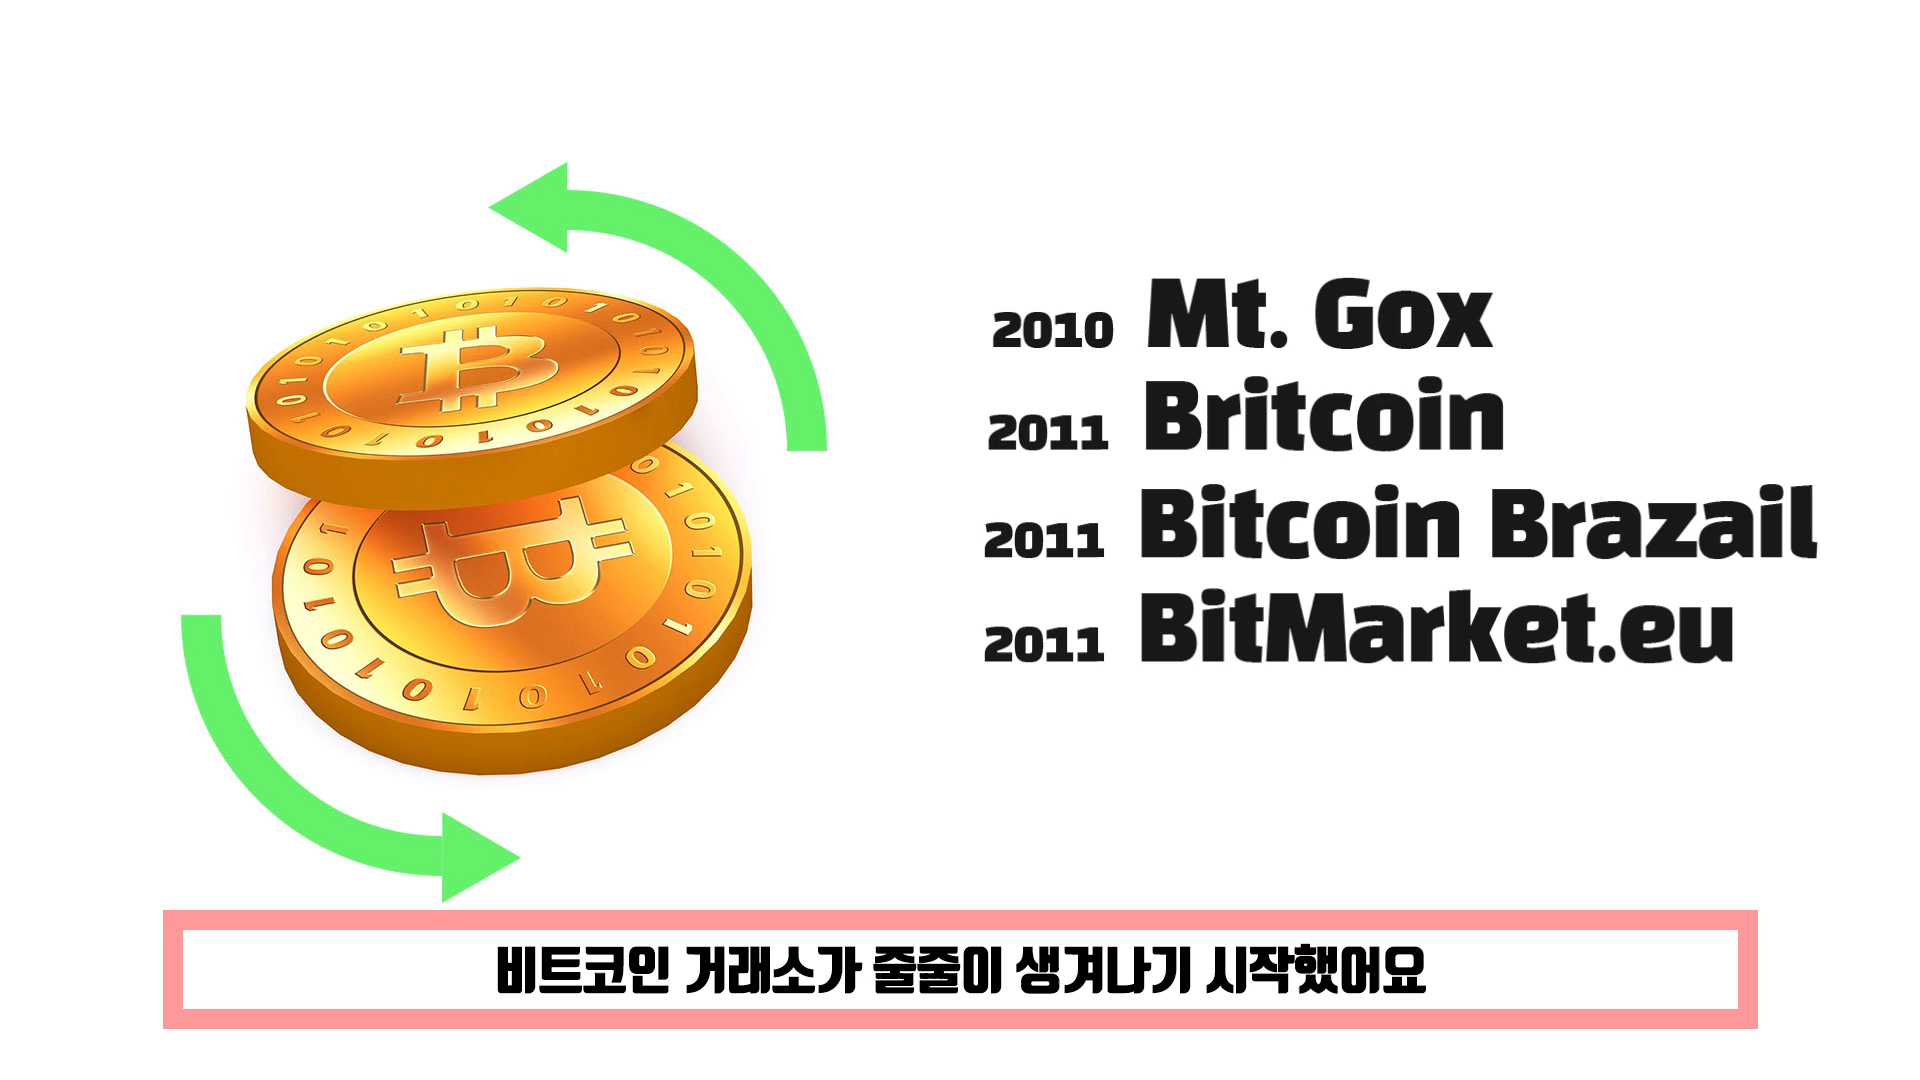 2010 Mt. Gox
2011 Britcoin
2011 Bitcoin Brazail
2011 BitMarket.eu
비트코인 거래소가 줄줄이 생겨나기 시작했어요